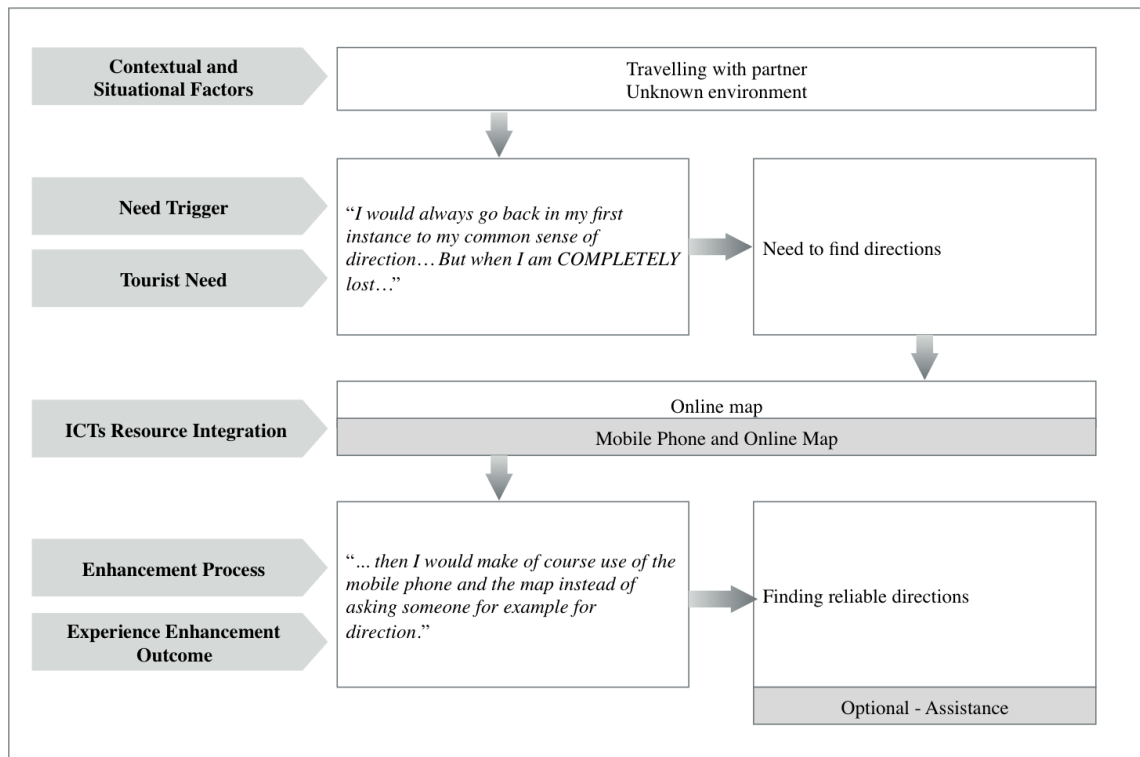 Contextual and
Situational Factors
Travelling with partner
Unknown environment
Need Trigger
Tourist Need
“I would always go back in my first
instance to my common sense of
direction… But when I am COMPLETELY
lost…”
Need to find directions
ICTs Resource Integration
Online map
Mobile Phone and Online Map
Enhancement Process
Experience Enhancement
Outcome
“... then I would make of course use of the
mobile phone and the map instead of
asking someone for example for
direction.”
Finding reliable directions
Optional - Assistance